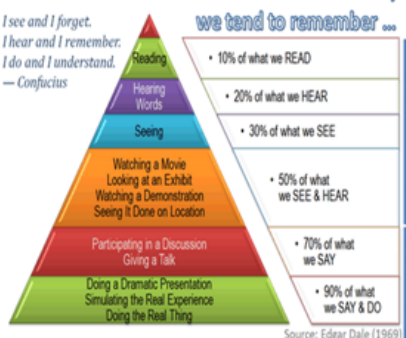 I see and I forget.
I hear and I remember.
I do and I understand.
— Confucius
we tend to remember ...
Reading
• 10% of what we READ
Hearing
Words
• 20% of what we HEAR
Seeing
• 30% of what we SEE
Watching a Movie
Looking at an Exhibit
Watching a Demonstration
Seeing It Done on Location
• 50% of what
we SEE & HEAR
Participating in a Discussion
Giving a Talk
• 70% of what
we SAY
Doing a Dramatic Presentation
Simulating the Real Experience
Doing the Real Thing
• 90% of what
we SAY & DO
Source: Edgar Dale (1969)